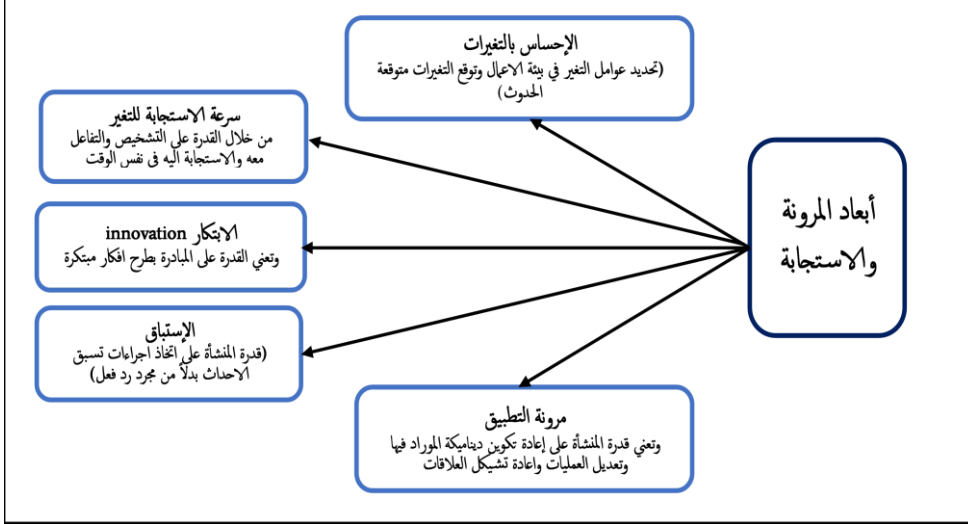 أبعاد المرونة
والاستجابة
الإحساس بالتغيرات
(تحديد عوامل التغير في بيئة الاعمال وتوقع التغيرات متوقعة
الحدوث)
سرعة الاستجابة للتغير
من خلال القدرة على التشخيص والتفاعل
معه والاستجابة اليه في نفس الوقت
الابتكار innovation
وتعني القدرة على المبادرة بطرح افكار مبتكرة
الإستباق
(قدرة المنشأة على اتخاذ اجراءات تسبق
الاحداث بدلاً من مجرد رد فعل)
مرونة التطبيق
وتعني قدرة المنشأة على إعادة تكوين ديناميكة الموراد فيها
وتعديل العمليات واعادة تشيكل العلاقات